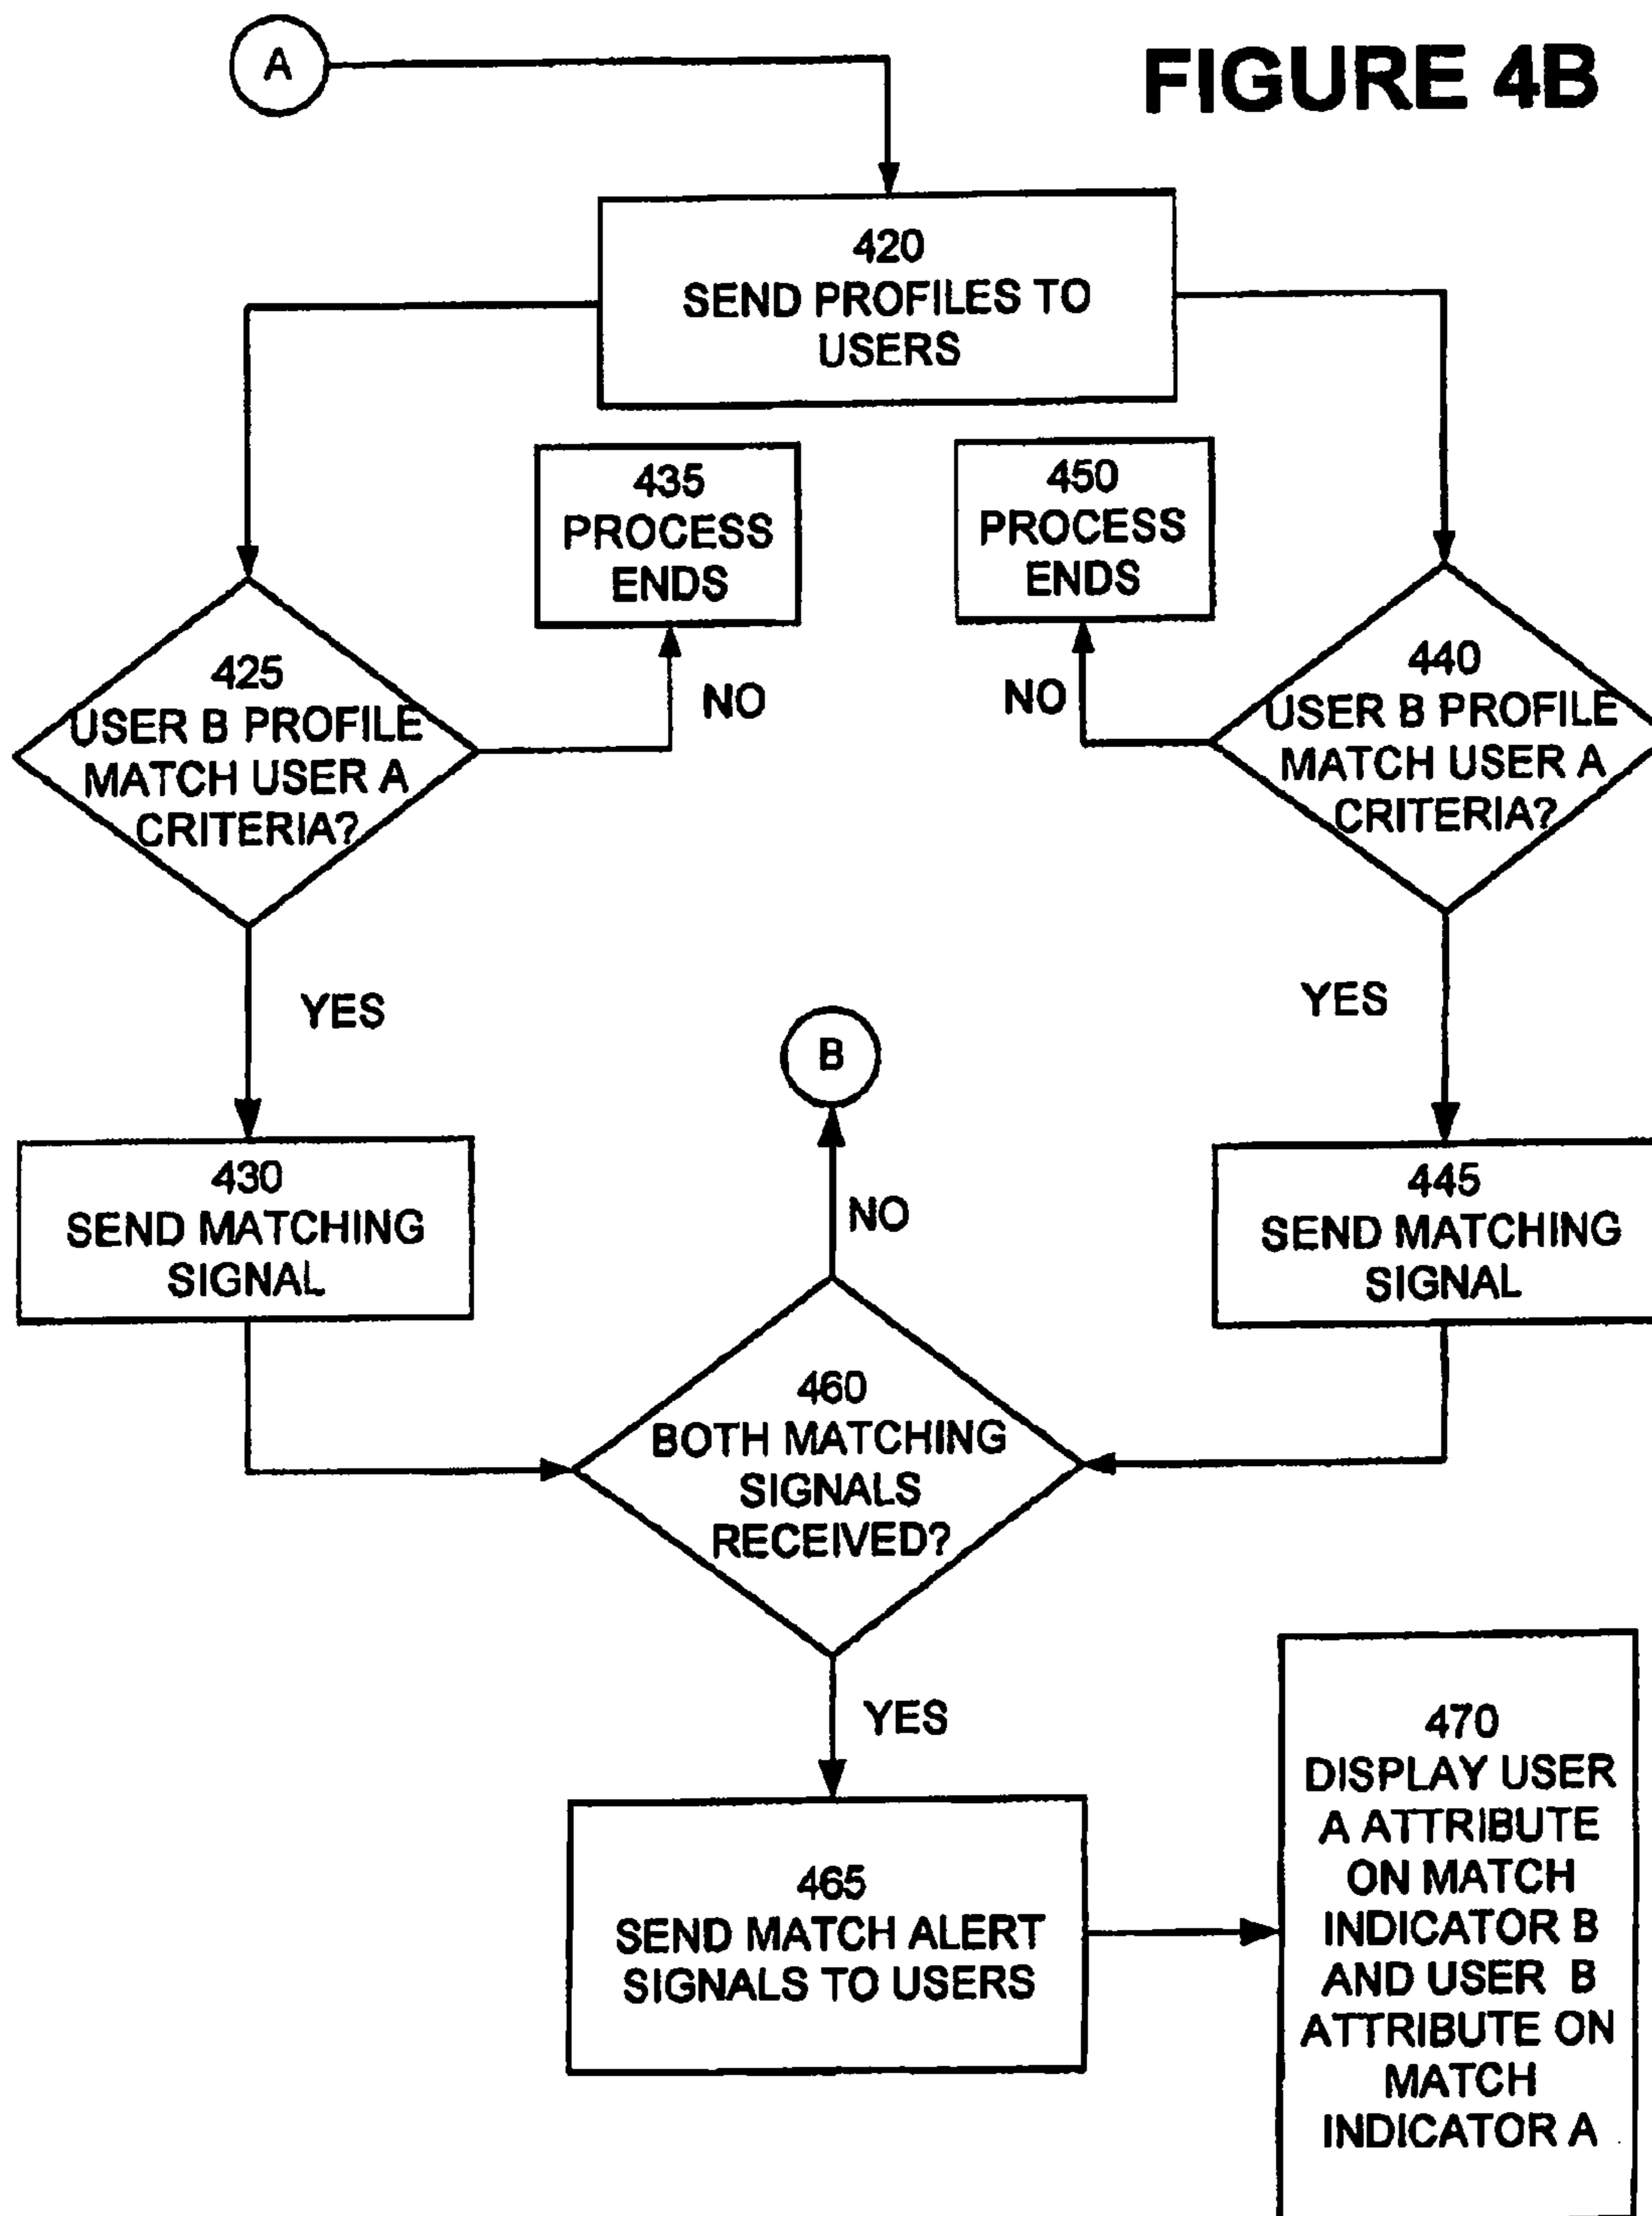 A
FIGURE 4B
420
SEND PROFILES TO
USERS
435
PROCESS
ENDS
450
PROCESS
ENDS
425
USER B PROFILE
MATCH USER A
CRITERIA?
NO
NO
440
USER B PROFILE
MATCH USER A
CRITERIA?
YES
YES
B
430
SEND MATCHING
SIGNAL
NO
445
SEND MATCHING
SIGNAL
460
BOTH MATCHING
SIGNALS
RECEIVED?
YES
465
SEND MATCH ALERT
SIGNALS TO USERS
470
DISPLAY USER
A ATTRIBUTE
ON MATCH
INDICATOR B
AND USER B
ATTRIBUTE ON
MATCH
INDICATOR A